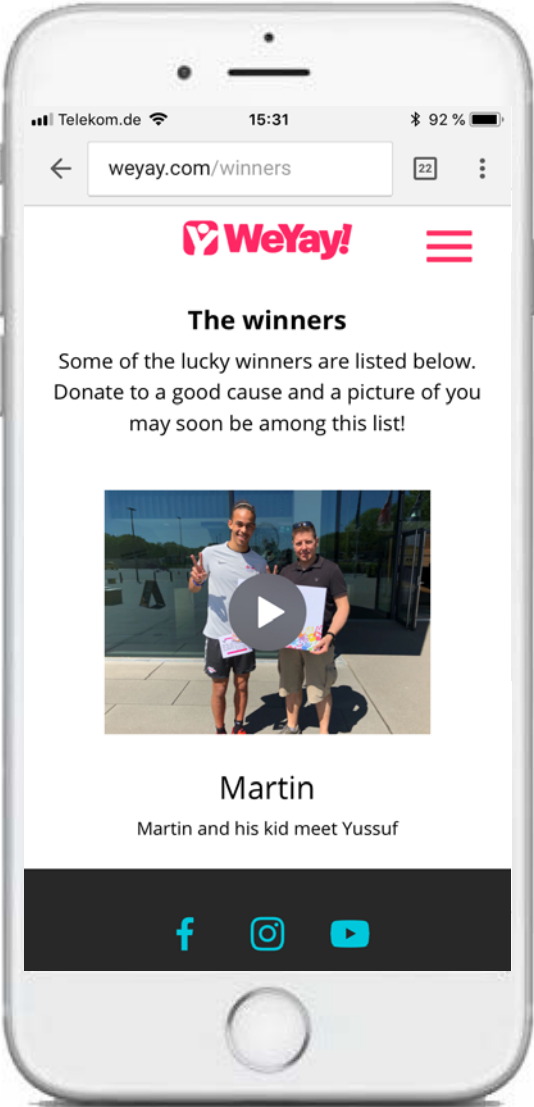 Telekom.de 15:31 92 %
weyay.com/winners 22
WeYay!
The winners
Some of the lucky winners are listed below.
Donate to a good cause and a picture of you
may soon be among this list!
Martin
Martin and his kid meet Yussuf